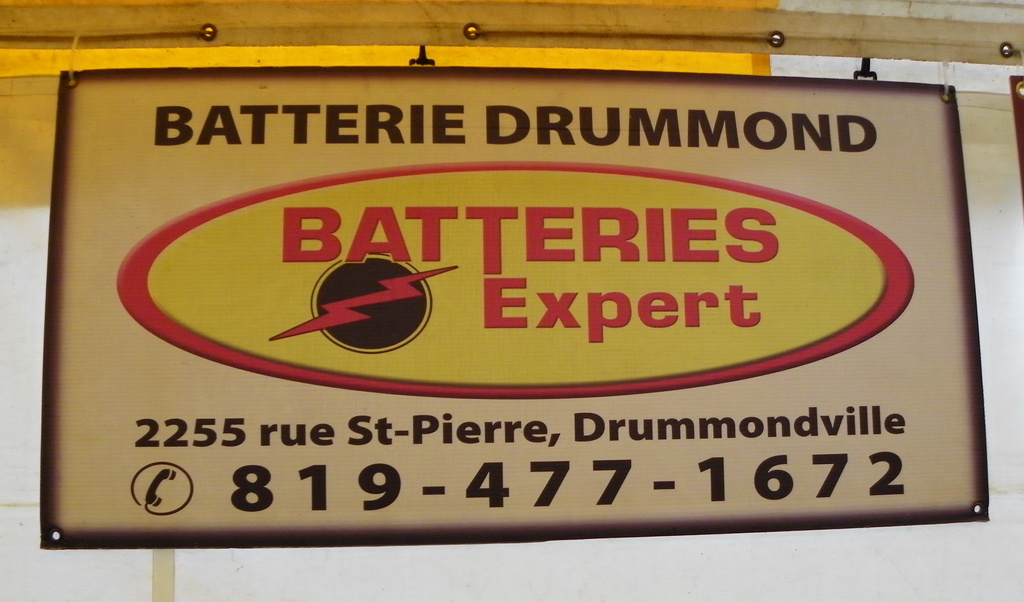 BATTERIE DRUMMOND
BATTERIES
Expert
2255 rue St-Pierre, Drummondville
819-477-1672